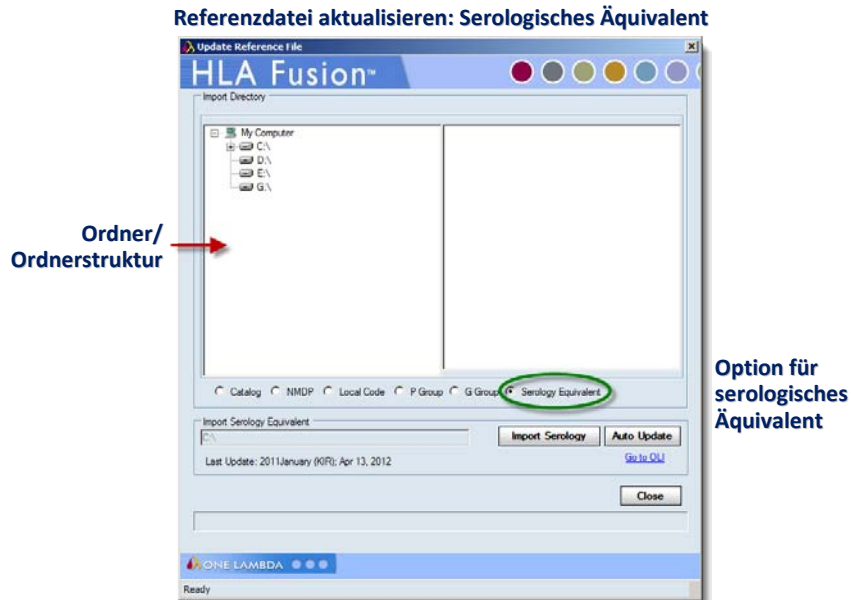 Referenzdatei aktualisieren: Serologisches Äquivalent
Update Reference File
HLA Fusion™
Import Directory
My Computer
C:\
D:\
E:\
G:\
Ordner/
Ordnerstruktur
Catalog NMDP Local Code P Group G Group Serology Equivalent
Option für
serologisches
Äquivalent
Import Serology Equivalent
C:\
Import Serology Auto Update
Last Update: 2011January (KIR); Apr 13, 2012
Go to OLI
Close
ONE LAMBDA
Ready